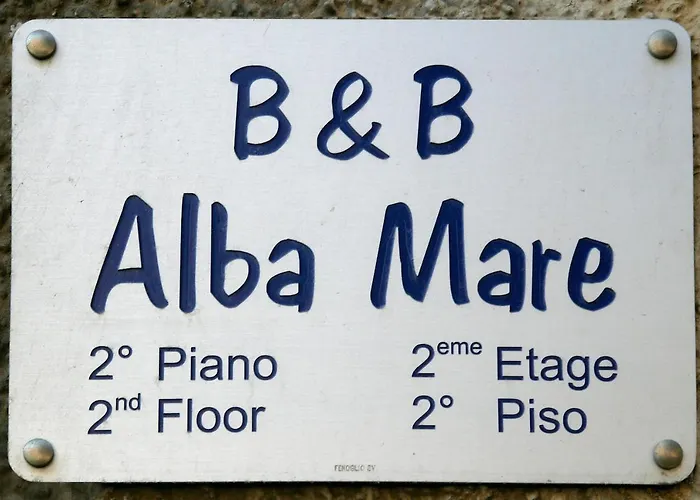 B & B
Alba Mare
2° Piano
2nd Floor
2eme Etage
2° Piso